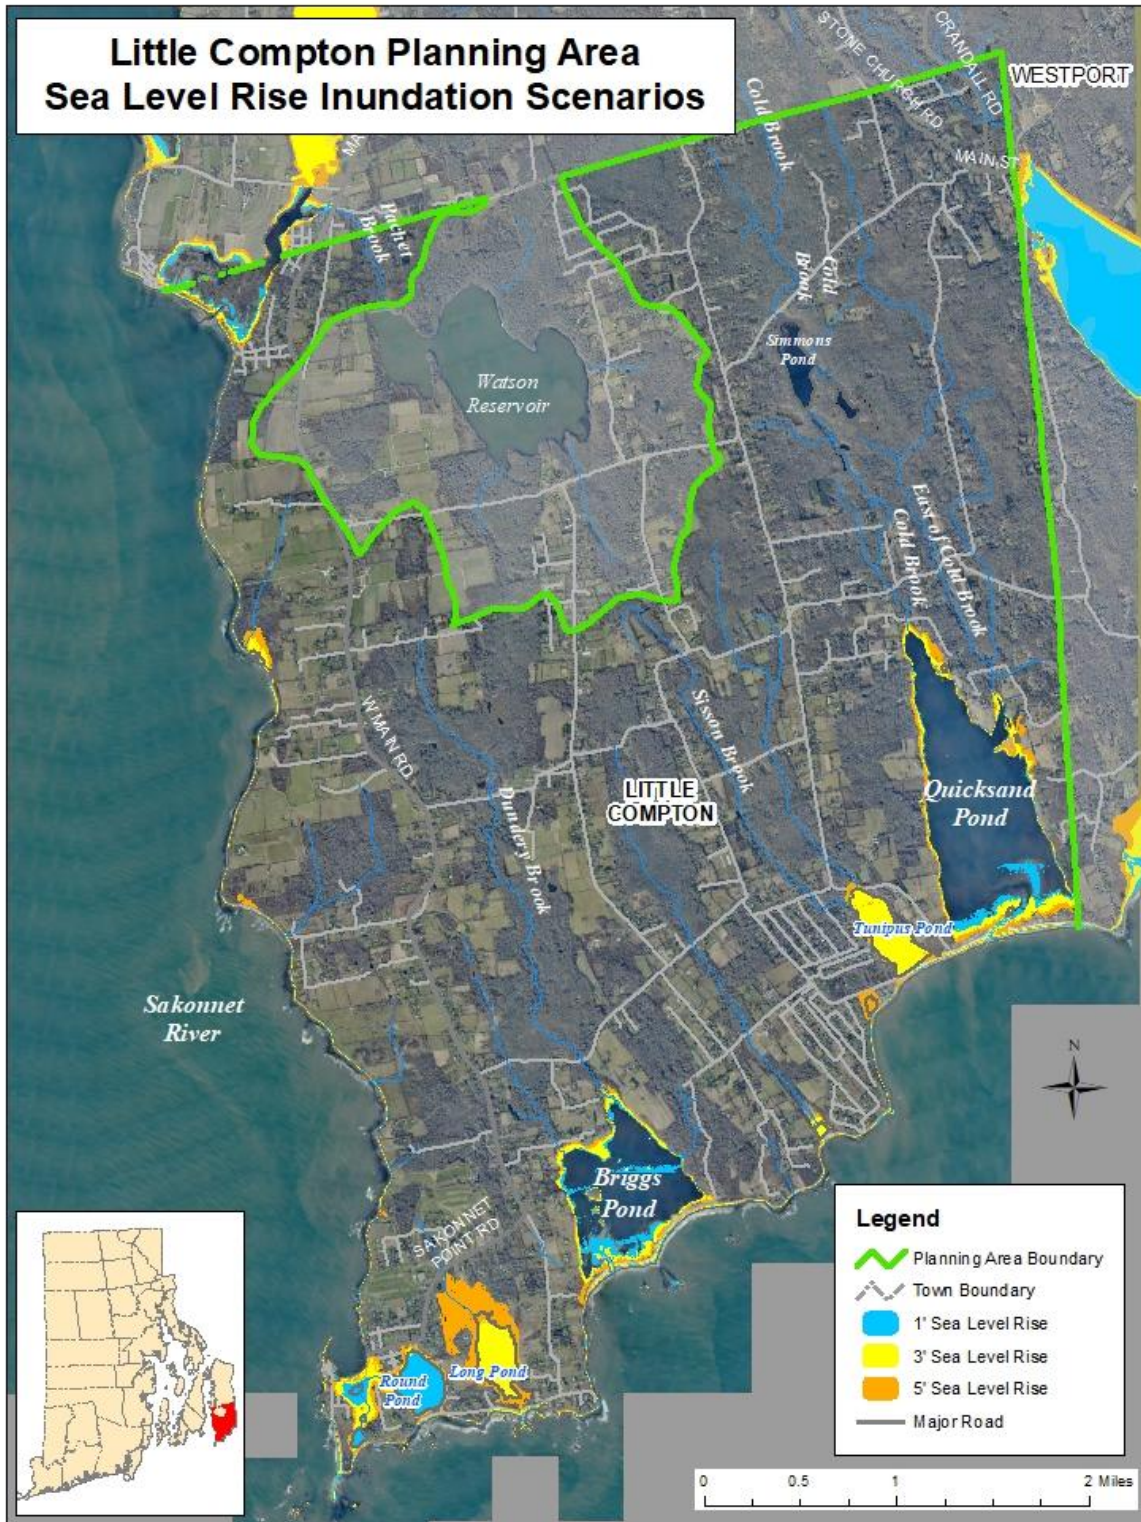 Little Compton Planning Area
Sea Level Rise Inundation Scenarios
STONE CHURCH RD
CRANDALL RD
WESTPORT
Cold Brook
MAIN ST
MA
Pachet
Brook
Cold
Brook
Simmons
Pond
Watson
Reservoir
East of Cold Brook
Cold Brook
W MAIN RD
Sisson Brook
LITTLE
COMPTON
Quicksand
Pond
Dundery Brook
Tunipus Pond
Sakonnet
River
N
Briggs
Pond
SAKONNET
POINT RD
Long Pond
Round
Pond
Legend
Planning Area Boundary
Town Boundary
1' Sea Level Rise
3' Sea Level Rise
5' Sea Level Rise
Major Road
0 0.5 1 2 Miles